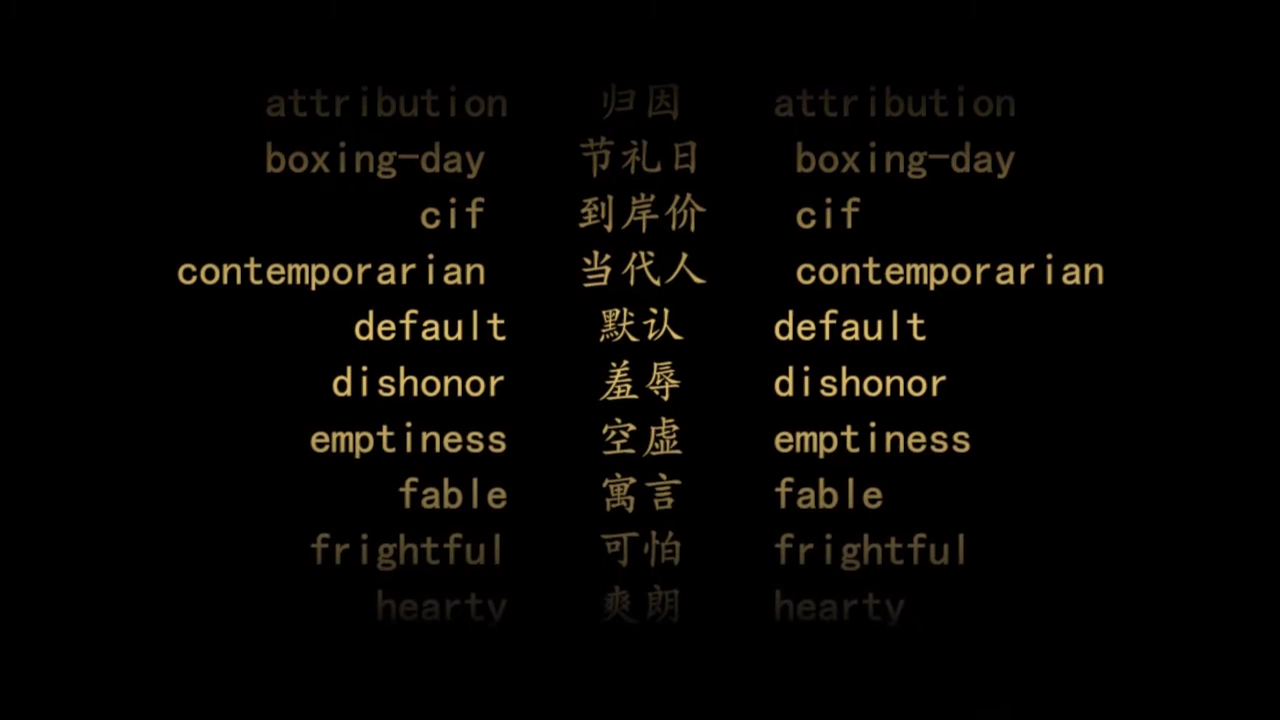 attribution 归因 attribution
boxing-day 节礼日 boxing-day
cif 到岸价 cif
contemporarian 当代人 contemporarian
default 默认 default
dishonor 羞辱 dishonor
emptiness 空虚 emptiness
fable 寓言 fable
frightful 可怕 frightful
hearty 爽朗 hearty